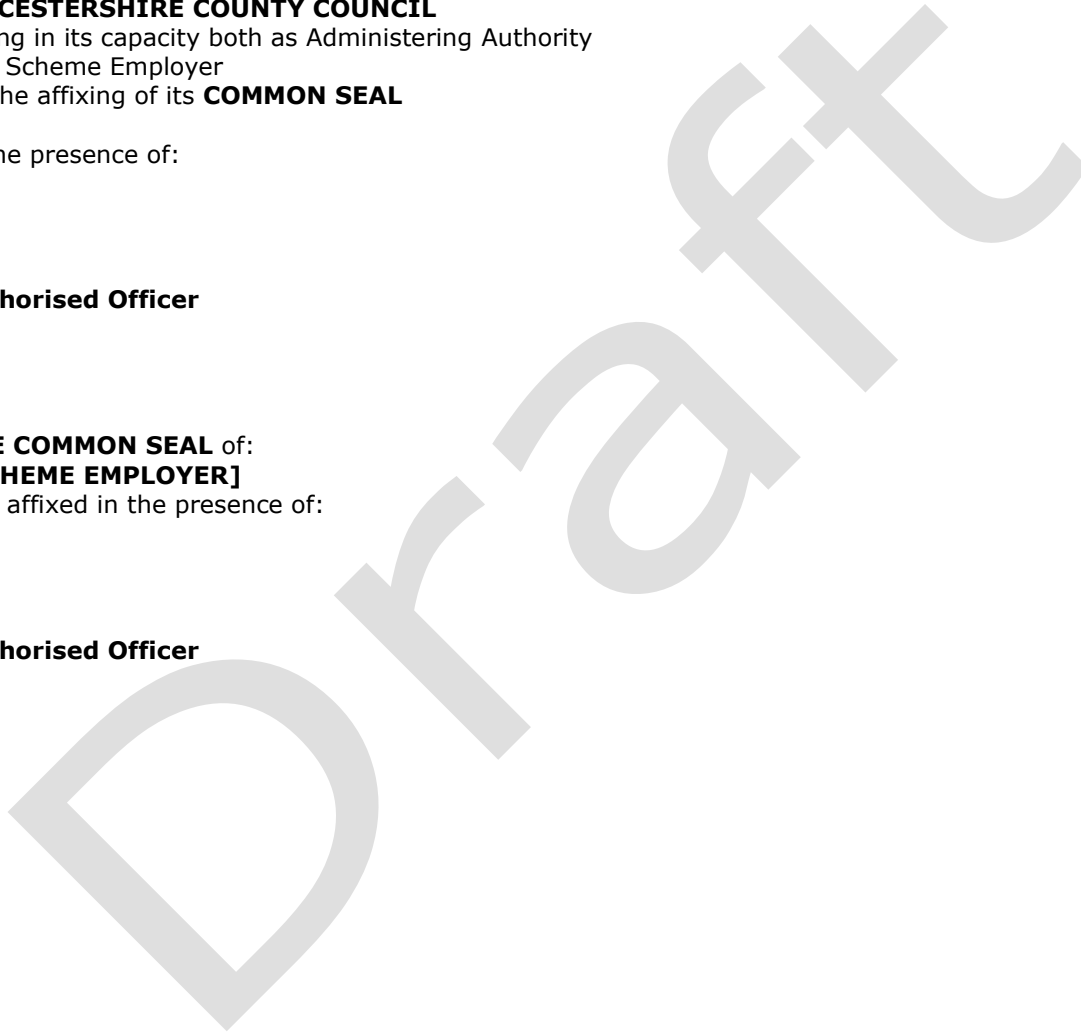 CESTERSHIRE COUNTY COUNCIL
ng in its capacity both as Administering Authority
Scheme Employer
he affixing of its COMMON SEAL
ne presence of:
horised Officer
E COMMON SEAL of:
HEME EMPLOYER]
affixed in the presence of:
horised Officer
Draft